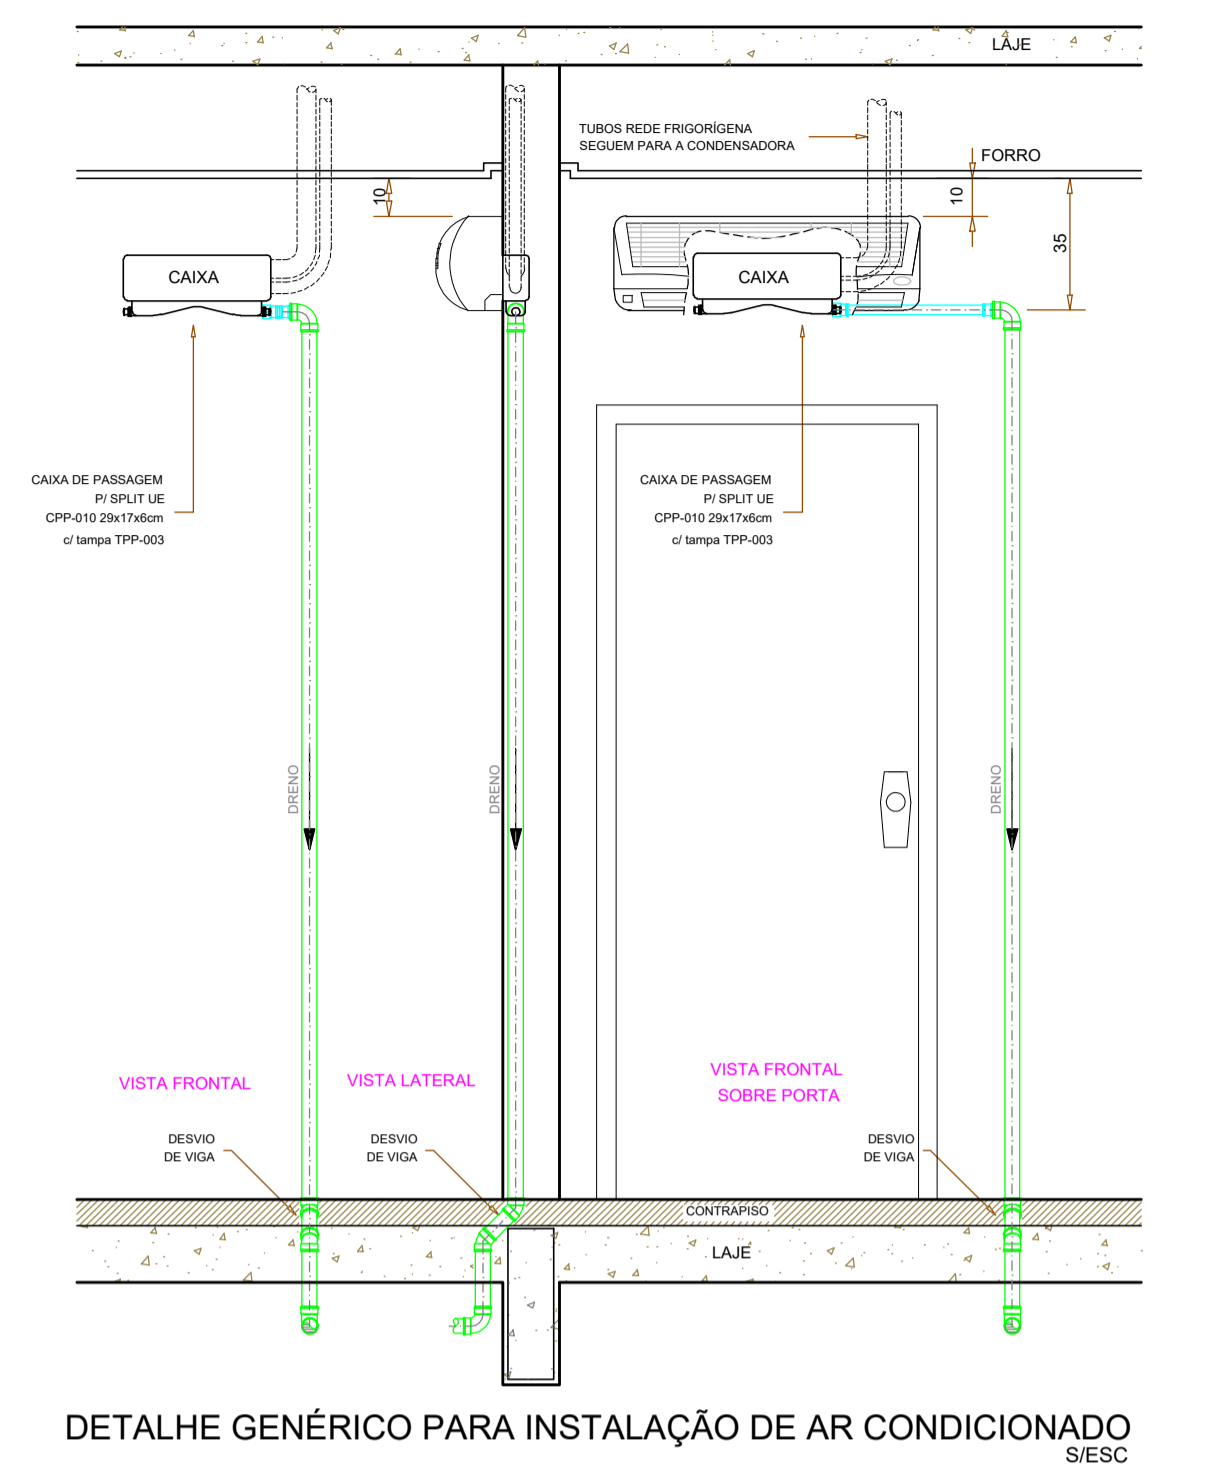 LAJE
TUBOS REDE FRIGORÍGENA
SEGUEM PARA A CONDENSADORA
FORRO
10
10
35
CAIXA
CAIXA
CAIXA DE PASSAGEM
P/ SPLIT UE
CPP-010 29x17x6cm
c/ tampa TPP-003
CAIXA DE PASSAGEM
P/ SPLIT UE
CPP-010 29x17x6cm
c/ tampa TPP-003
DRENO
DRENO
DRENO
VISTA FRONTAL
VISTA LATERAL
VISTA FRONTAL
SOBRE PORTA
DESVIO
DE VIGA
DESVIO
DE VIGA
DESVIO
DE VIGA
CONTRAPISO
LAJE
DETALHE GENÉRICO PARA INSTALAÇÃO DE AR CONDICIONADO
S/ESC